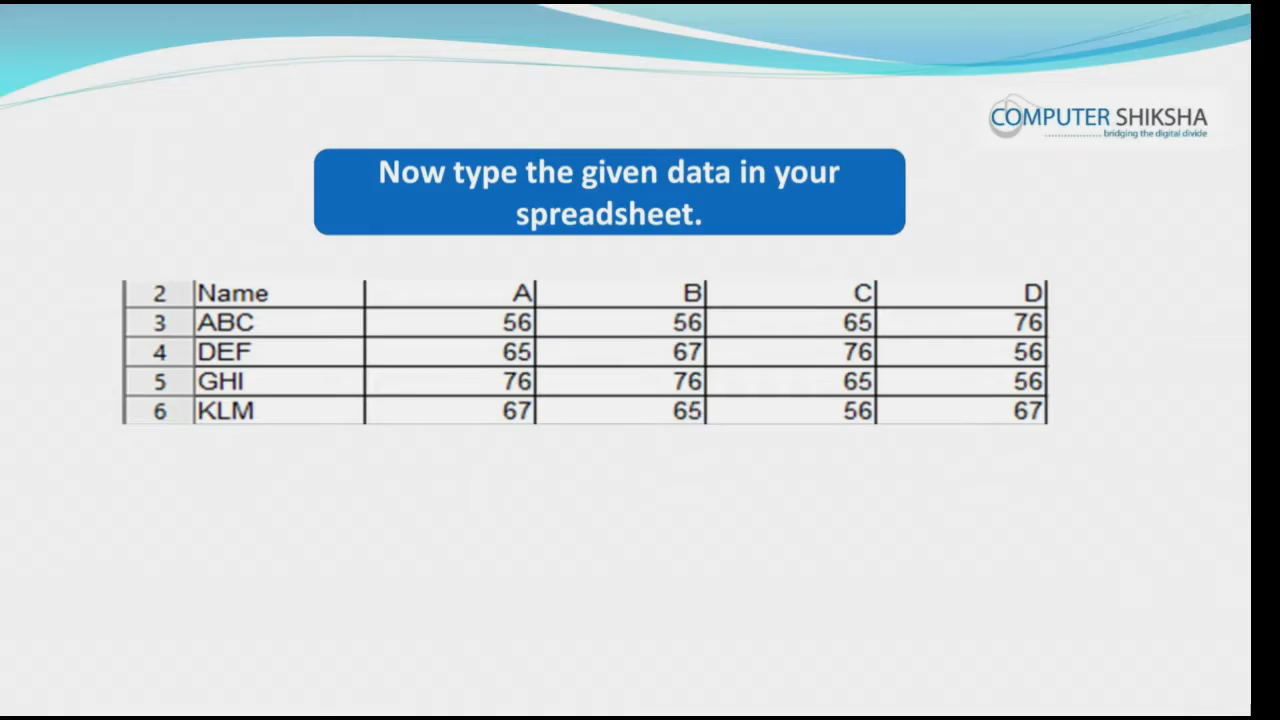 COMPUTER SHIKSHA
bridging the digital divide
Now type the given data in your
spreadsheet.
2 Name A B C D
3 ABC 56 56 65 76
4 DEF 65 67 76 56
5 GHI 76 76 65 56
6 KLM 67 65 56 67